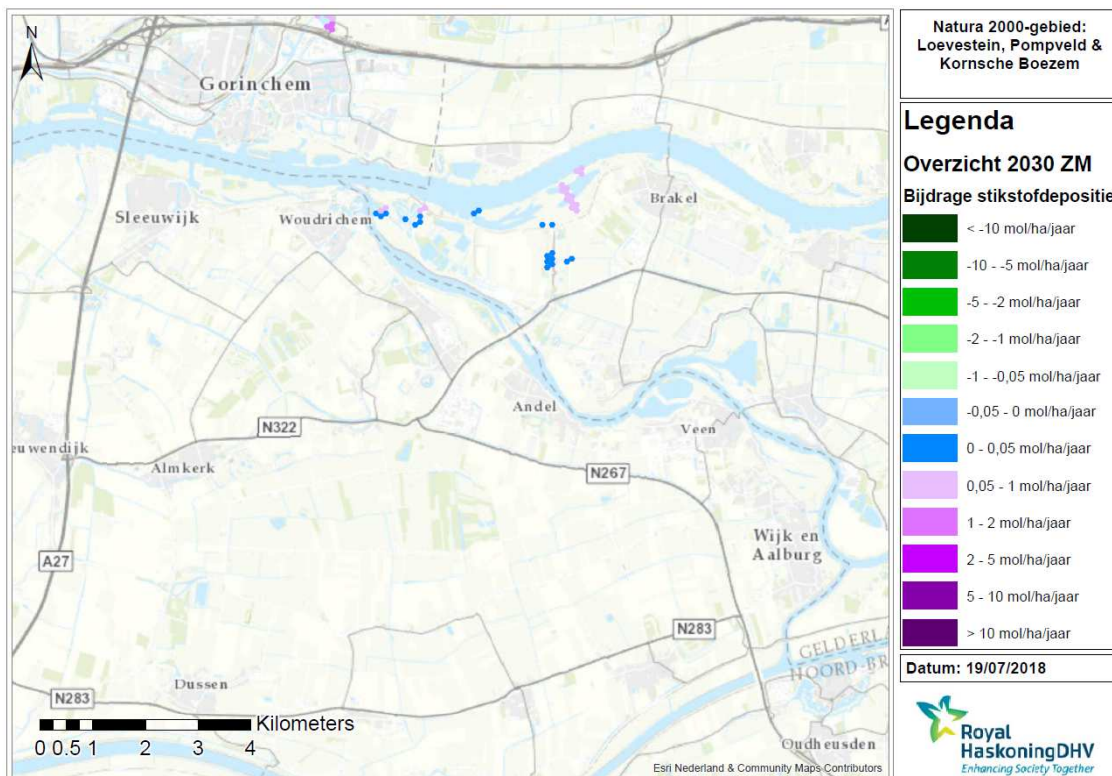 N
Gorinchem
Sleeuwijk
Woudrichem
Brakel
Andel
Veen
N322
euwendijk
Almkerk
N267
Wijk en
Aalburg
A27
N283
GELDERLA
NOORD-BR
Dussen
N283
Kilometers
0 0.5 1 2 3 4
Oudheusden
Esri Nederland & Community Maps Contributors
Natura 2000-gebied:
Loevestein, Pompveld &
Kornsche Boezem
Legenda
Overzicht 2030 ZM
Bijdrage stikstofdepositie
< -10 mol/ha/jaar
-10 - -5 mol/ha/jaar
-5 - -2 mol/ha/jaar
-2 - -1 mol/ha/jaar
-1 - -0,05 mol/ha/jaar
-0,05 - 0 mol/ha/jaar
0 - 0,05 mol/ha/jaar
0,05 - 1 mol/ha/jaar
1 - 2 mol/ha/jaar
2 - 5 mol/ha/jaar
5 - 10 mol/ha/jaar
> 10 mol/ha/jaar
Datum: 19/07/2018
Royal
HaskoningDHV
Enhancing Society Together